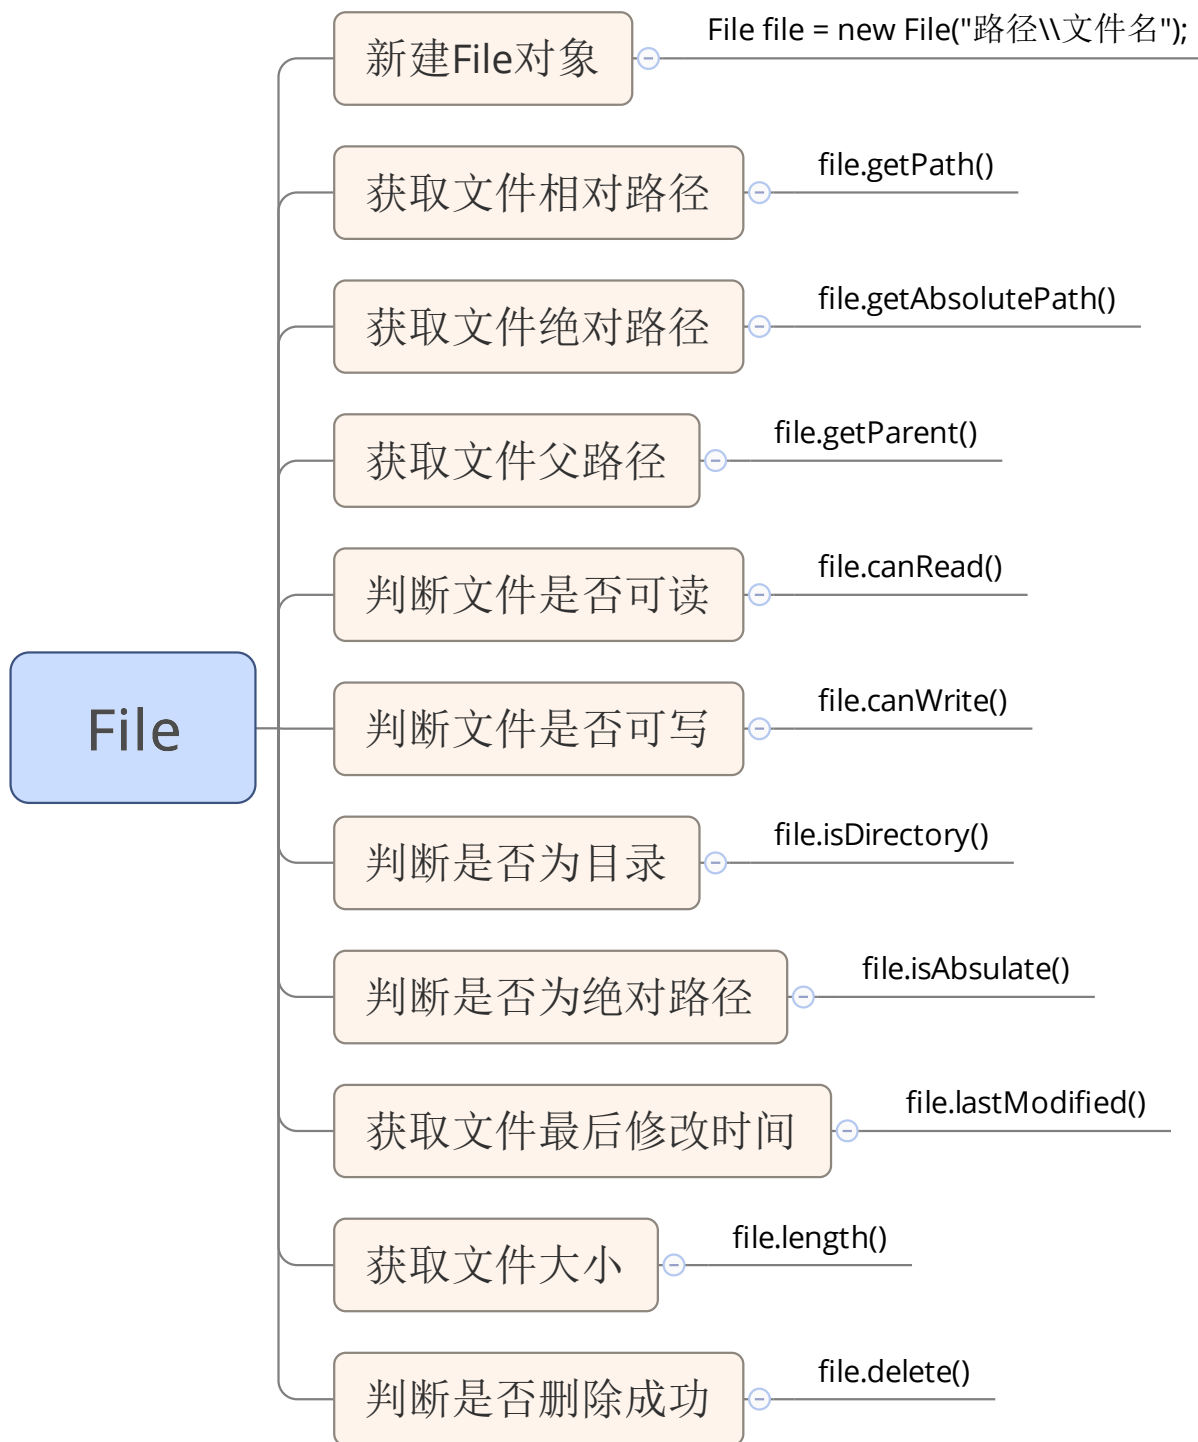 File
新建File对象
File file = new File("路径\\文件名");
获取文件相对路径
file.getPath()
获取文件绝对路径
file.getAbsolutePath()
获取文件父路径
file.getParent()
判断文件是否可读
file.canRead()
判断文件是否可写
file.canWrite()
判断是否为目录
file.isDirectory()
判断是否为绝对路径
file.isAbsulate()
获取文件最后修改时间
file.lastModified()
获取文件大小
file.length()
判断是否删除成功
file.delete()